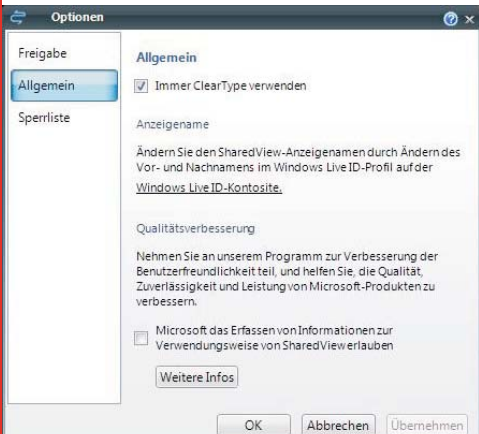 Optionen
Freigabe
Allgemein
Sperrliste
Allgemein
Immer ClearType verwenden
Anzeigename
Ändern Sie den SharedView-Anzeigenamen durch Ändern des
Vor- und Nachnamens im Windows Live ID-Profil auf der
Windows Live ID-Kontosite.
Qualitätsverbesserung
Nehmen Sie an unserem Programm zur Verbesserung der
Benutzerfreundlichkeit teil, und helfen Sie, die Qualität,
Zuverlässigkeit und Leistung von Microsoft-Produkten zu
verbessern.
Microsoft das Erfassen von Informationen zur
Verwendungsweise von SharedView erlauben
Weitere Infos
OK Abbrechen Übernehmen